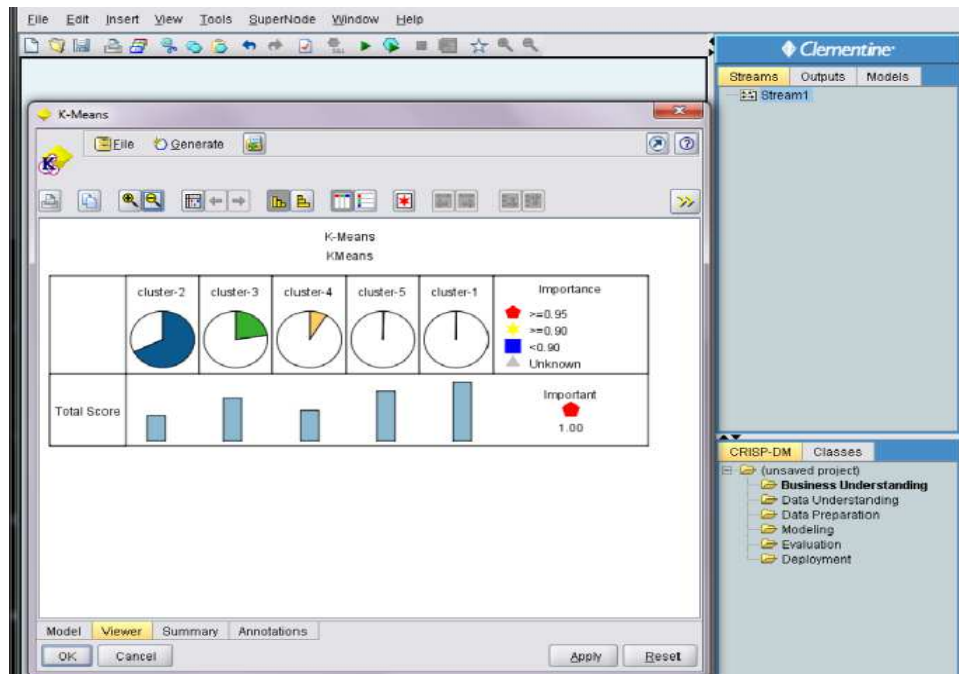 File Edit Insert View Tools SuperNode Window Help
Clementine
Streams Outputs Models
Stream1
K-Means
File Generate
K-Means
KMeans
cluster-2 cluster-3 cluster-4 cluster-5 cluster-1 Importance
>=0.95
>=0.90
<0.90
Unknown
Total Score
Important
1.00
CRISP-DM Classes
(unsaved project)
Business Understanding
Data Understanding
Data Preparation
Modeling
Evaluation
Deployment
Model Viewer Summary Annotations
OK Cancel Apply Reset